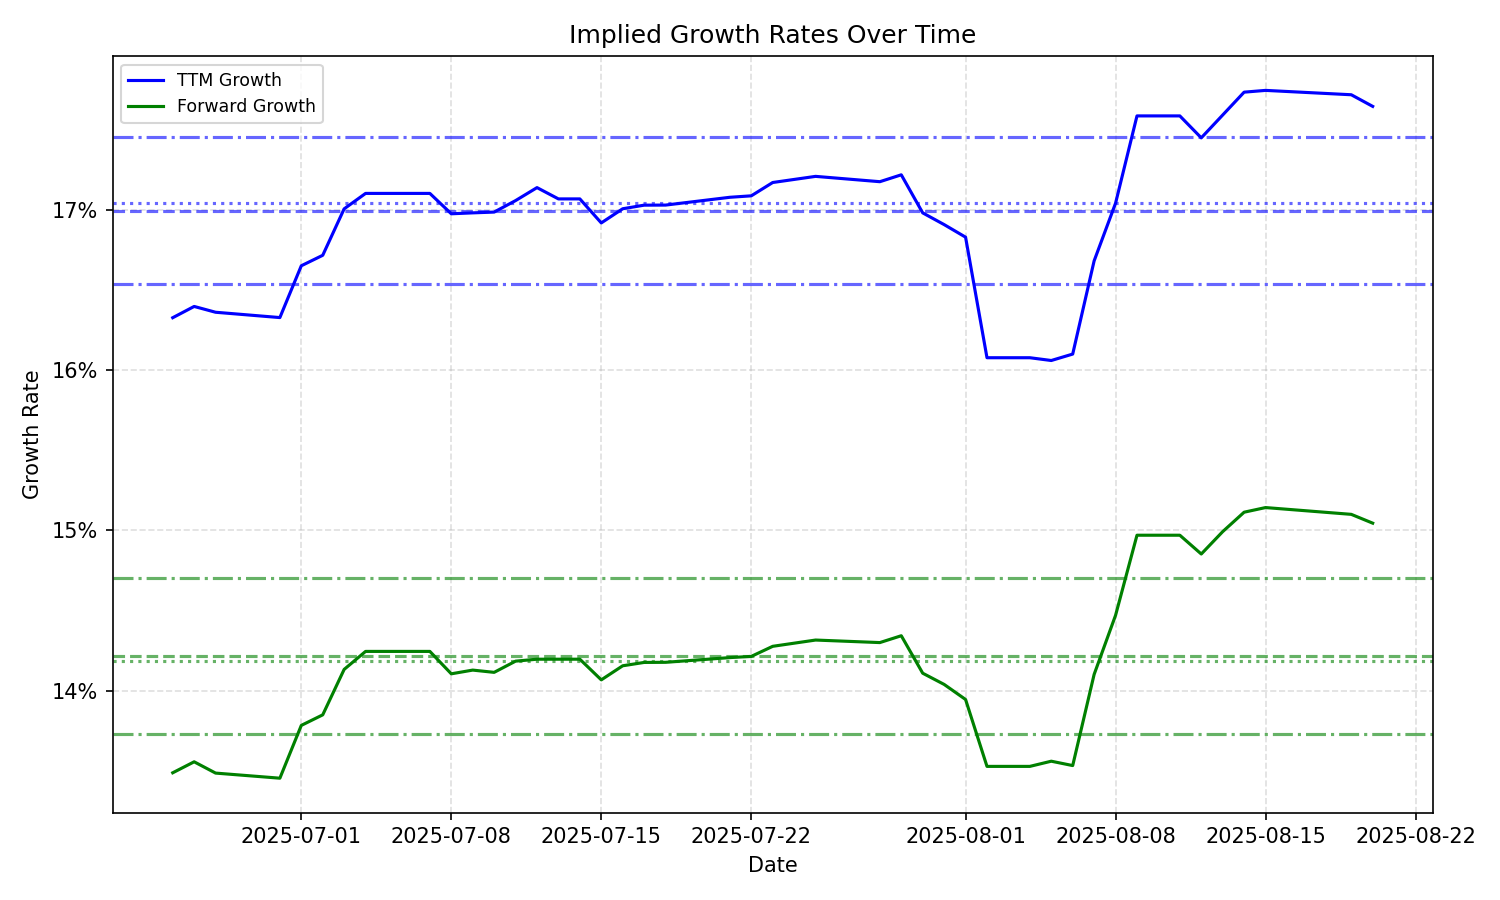 Implied Growth Rates Over Time
TTM Growth
Forward Growth
Growth Rate
17%
16%
15%
14%
2025-07-01 2025-07-08 2025-07-15 2025-07-22 2025-08-01 2025-08-08 2025-08-15 2025-08-22
Date